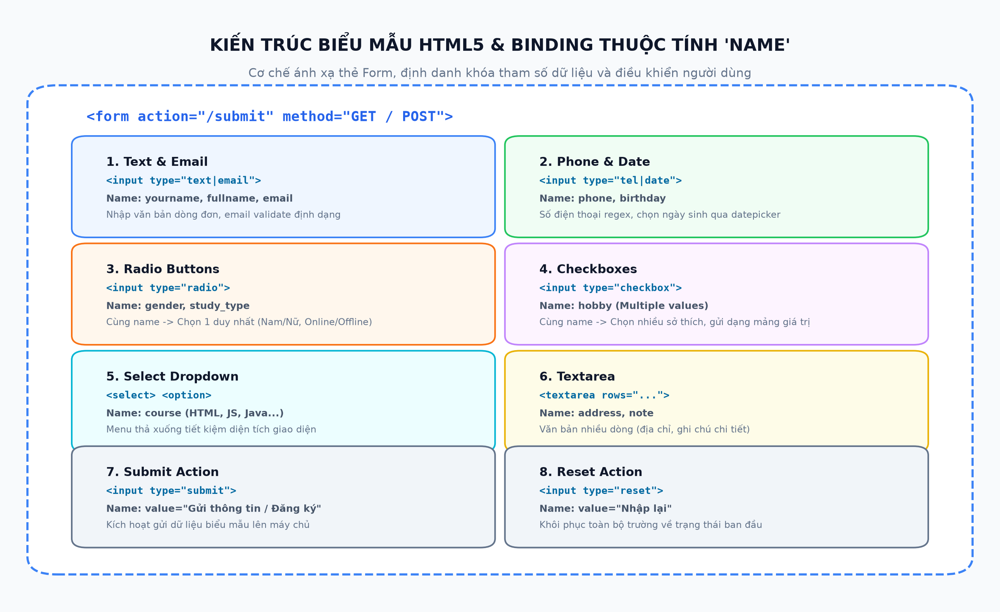 KIẾN TRÚC BIỂU MẪU HTML5 & BINDING THUỘC TÍNH 'NAME'
Cơ chế ánh xạ thẻ Form, định danh khóa tham số dữ liệu và điều khiển người dùng
<form action="/submit" method="GET / POST">
1. Text & Email
<input type="text|email">
Name: yourname, fullname, email
Nhập văn bản dòng đơn, email validate định dạng
2. Phone & Date
<input type="tel|date">
Name: phone, birthday
Số điện thoại regex, chọn ngày sinh qua datepicker
3. Radio Buttons
<input type="radio">
Name: gender, study_type
Cùng name -> Chọn 1 duy nhất (Nam/Nữ, Online/Offline)
4. Checkboxes
<input type="checkbox">
Name: hobby (Multiple values)
Cùng name -> Chọn nhiều sở thích, gửi dạng mảng giá trị
5. Select Dropdown
<select> <option>
Name: course (HTML, JS, Java...)
Menu thả xuống tiết kiệm diện tích giao diện
6. Textarea
<textarea rows="...">
Name: address, note
Văn bản nhiều dòng (địa chỉ, ghi chú chi tiết)
7. Submit Action
<input type="submit">
Name: value="Gửi thông tin / Đăng ký"
Kích hoạt gửi dữ liệu biểu mẫu lên máy chủ
8. Reset Action
<input type="reset">
Name: value="Nhập lại"
Khôi phục toàn bộ trường về trạng thái ban đầu